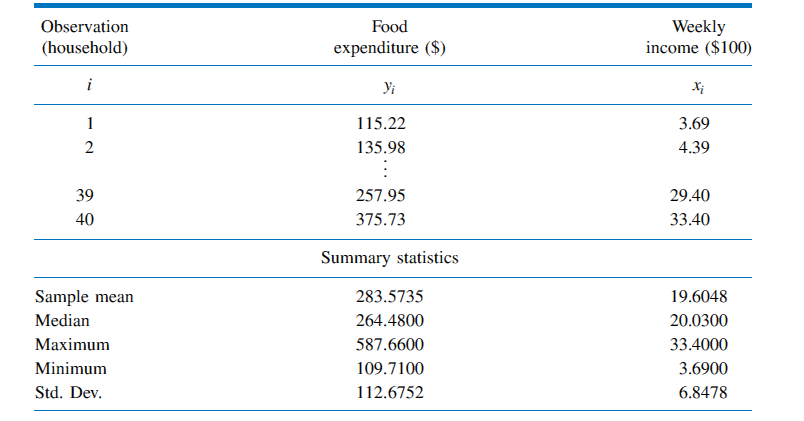 Observation Food Weekly
(household) expenditure ($) income ($100)
i yi xi
1 115.22 3.69
2 135.98 4.39
⋮
39 257.95 29.40
40 375.73 33.40
Summary statistics
Sample mean 283.5735 19.6048
Median 264.4800 20.0300
Maximum 587.6600 33.4000
Minimum 109.7100 3.6900
Std. Dev. 112.6752 6.8478